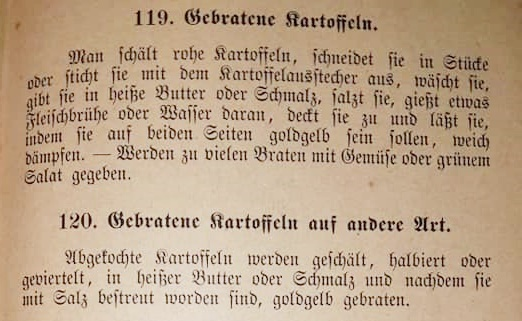 119. Gebratene Kartoffeln.
Man schält rohe Kartoffeln, schneidet sie in Stücke
oder sticht sie mit dem Kartoffelausstecher aus, wäscht sie,
gibt sie in heiße Butter oder Schmalz, salzt sie, gießt etwas
Fleischbrühe oder Wasser daran, deckt sie zu und läßt sie,
indem sie auf beiden Seiten goldgelb sein sollen, weich
dämpfen. — Werden zu vielen Braten mit Gemüse oder grünem
Salat gegeben.
120. Gebratene Kartoffeln auf andere Art.
Abgekochte Kartoffeln werden geschält, halbiert oder
geviertelt, in heißer Butter oder Schmalz und nachdem sie
mit Salz bestreut worden sind, goldgelb gebraten.